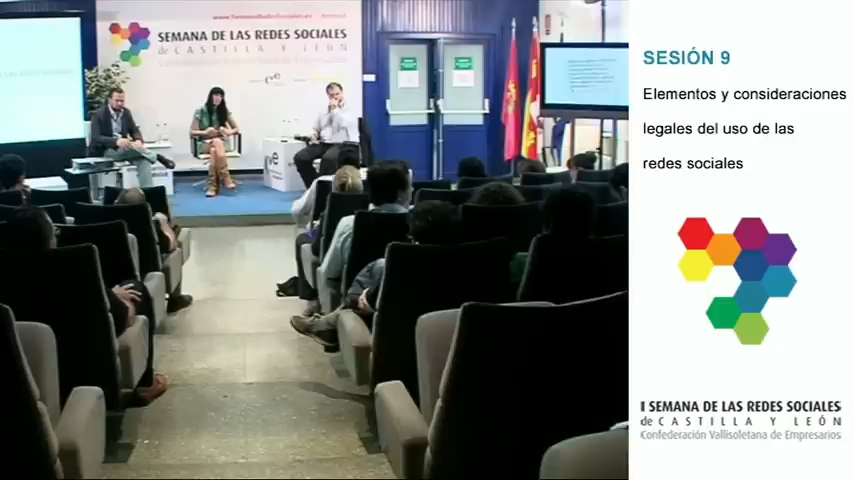 SEMANA DE LAS REDES SOCIALES
de CASTILLA Y LEÓN
SESIÓN 9
Elementos y consideraciones
legales del uso de las
redes sociales
I SEMANA DE LAS REDES SOCIALES
de CASTILLA Y LEÓN
Confederación Vallisoletana de Empresarios